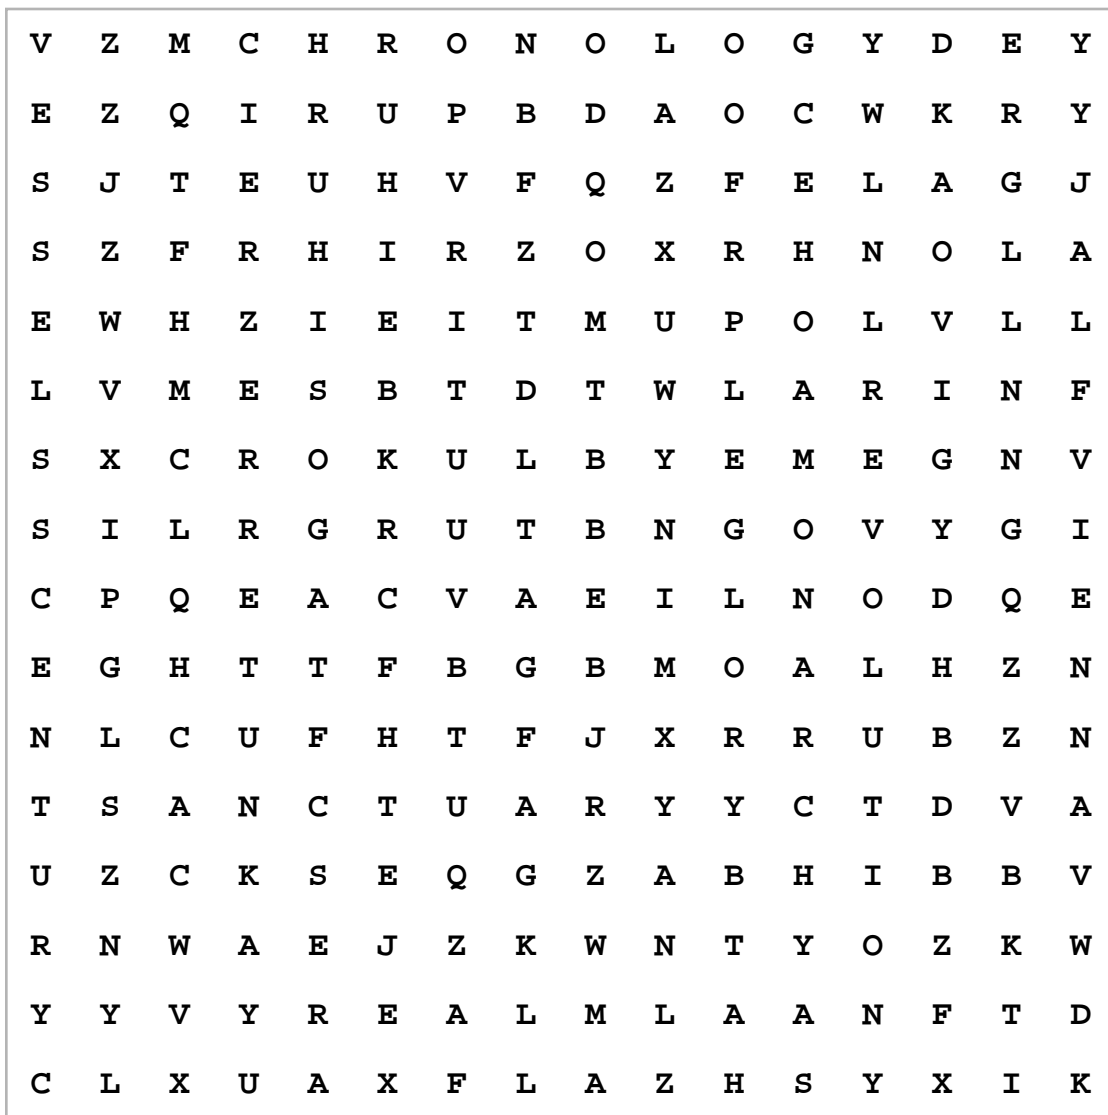 V Z M C H R O N O L O G Y D E Y
E Z Q I R U P B D A O C W K R Y
S J T E U H V F Q Z F E L A G J
S Z F R H I R Z O X R H N O L A
E W H Z I E I T M U P O L V L L
L V M E S B T D T W L A R I N F
S X C R O K U L B Y E M E G N V
S I L R G R U T B N G O V Y G I
C P Q E A C V A E I L N O D Q E
E G H T T F B G B M O A L H Z N
N L C U F H T F J X R R U B Z N
T S A N C T U A R Y Y C T D V A
U Z C K S E Q G Z A B H I B B V
R N W A E J Z K W N T Y O Z K W
Y Y V Y R E A L M L A A N F T D
C L X U A X F L A Z H S Y X I K